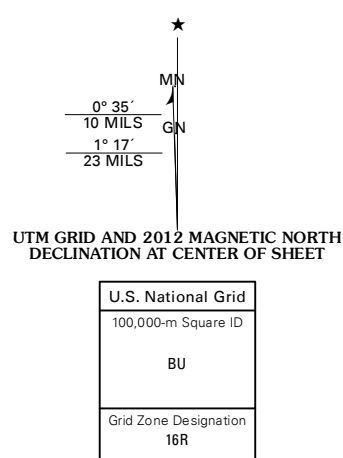 ★
MN
0° 35´
10 MILS
GN
1° 17´
23 MILS
UTM GRID AND 2012 MAGNETIC NORTH
DECLINATION AT CENTER OF SHEET
U.S. National Grid
100,000-m Square ID
BU
Grid Zone Designation
16R